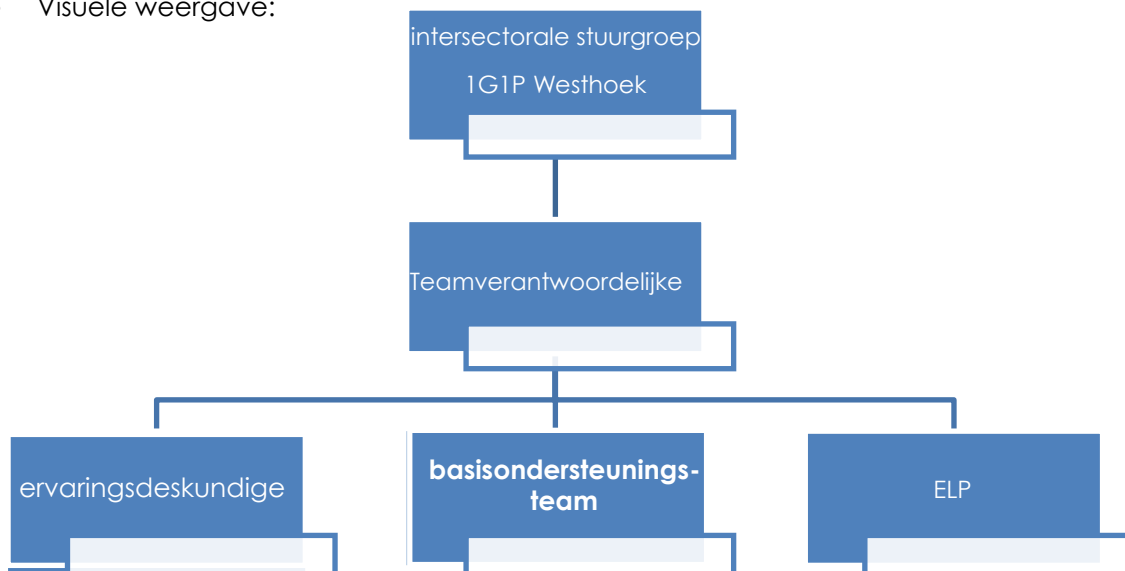 Visuele weergave:
intersectorale stuurgroep
1G1P Westhoek
Teamverantwoordelijke
ervaringsdeskundige
basisondersteunings-
team
ELP